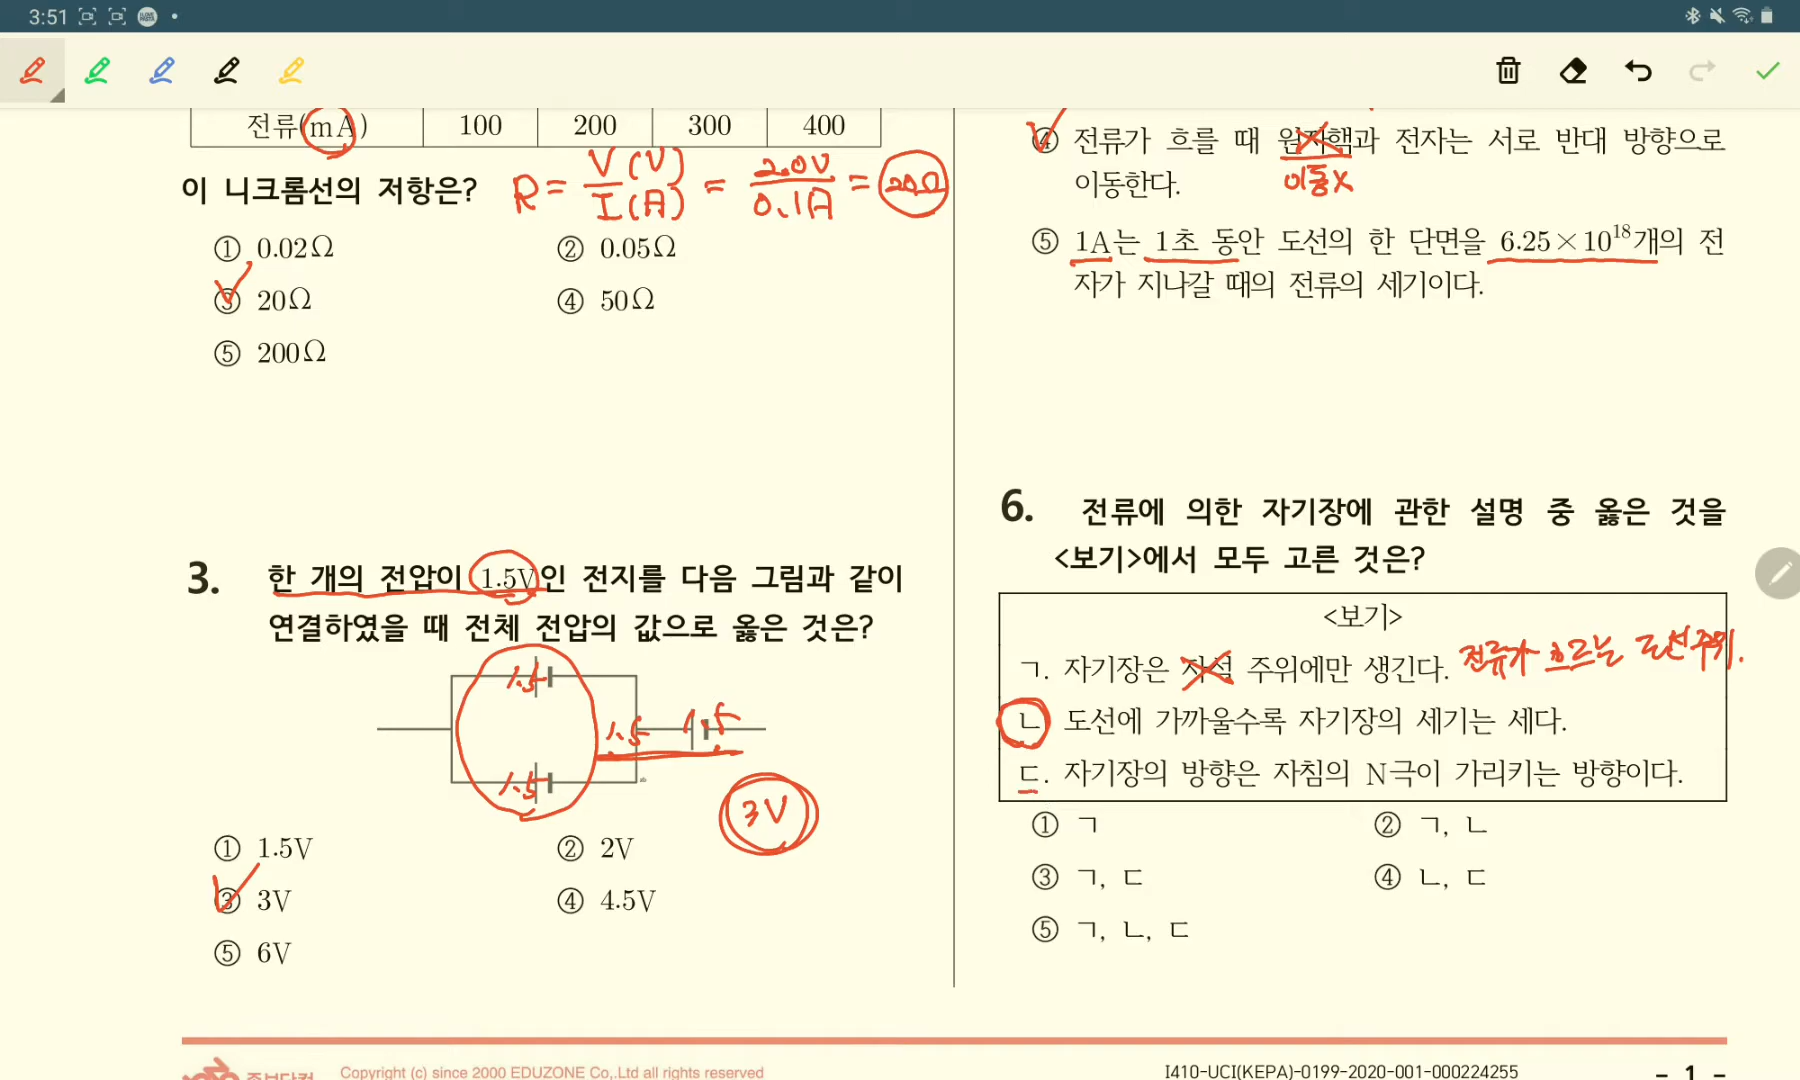 3:51
전류(mA) 100 200 300 400
이 니크롬선의 저항은?
R = V(V) / I(A) = 2.0V / 0.1A = 20Ω
① 0.02Ω ② 0.05Ω
③ 20Ω ④ 50Ω
⑤ 200Ω
3. 한 개의 전압이 1.5V인 전지를 다음 그림과 같이
연결하였을 때 전체 전압의 값으로 옳은 것은?
1.5
1.5 1.5
1.5
3V
① 1.5V ② 2V
③ 3V ④ 4.5V
⑤ 6V
④ 전류가 흐를 때 원자핵과 전자는 서로 반대 방향으로
이동한다. 이동X
⑤ 1A는 1초 동안 도선의 한 단면을 6.25×10¹⁸개의 전
자가 지나갈 때의 전류의 세기이다.
6. 전류에 의한 자기장에 관한 설명 중 옳은 것을
<보기>에서 모두 고른 것은?
<보기>
ㄱ. 자기장은 자석 주위에만 생긴다. 전류가 흐르는 도선주위.
ㄴ. 도선에 가까울수록 자기장의 세기는 세다.
ㄷ. 자기장의 방향은 자침의 N극이 가리키는 방향이다.
① ㄱ ② ㄱ, ㄴ
③ ㄱ, ㄷ ④ ㄴ, ㄷ
⑤ ㄱ, ㄴ, ㄷ
족보닷컴 Copyright (c) since 2000 EDUZONE Co,.Ltd all rights reserved
I410-UCI(KEPA)-0199-2020-001-000224255 - 1 -